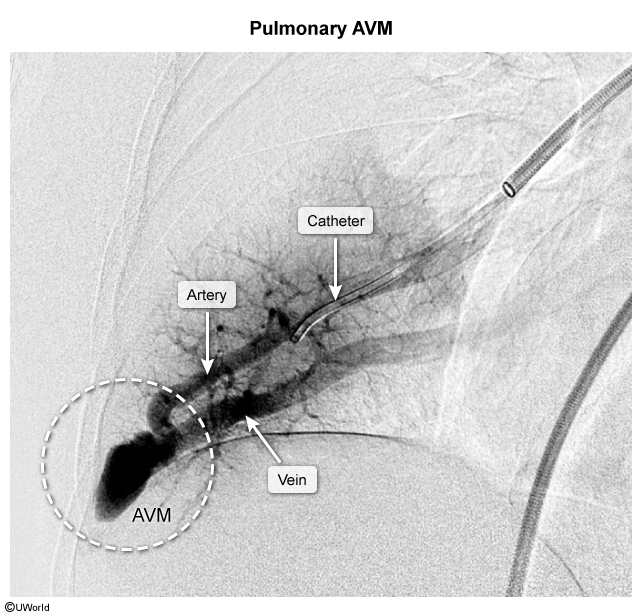 Pulmonary AVM
Catheter
Artery
Vein
AVM
©UWorld